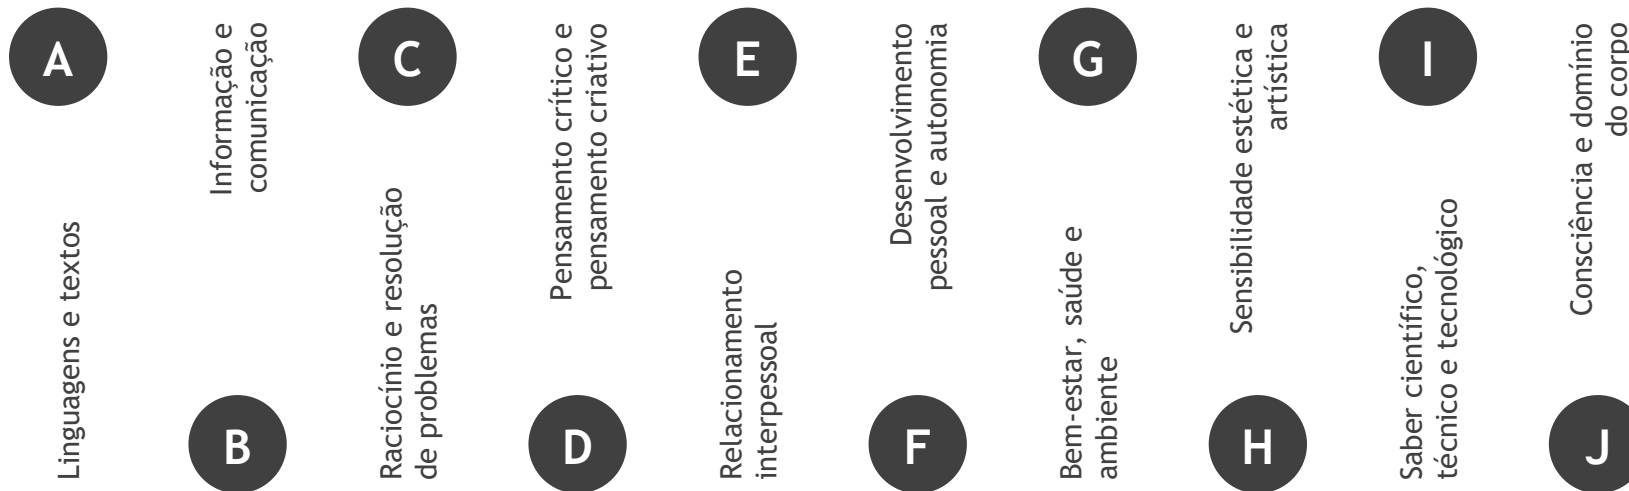 A
Linguagens e textos
B
Informação e
comunicação
C
Raciocínio e resolução
de problemas
D
Pensamento crítico e
pensamento criativo
E
Relacionamento
interpessoal
F
Desenvolvimento
pessoal e autonomia
G
Bem-estar, saúde e
ambiente
H
Sensibilidade estética e
artística
I
Saber científico,
técnico e tecnológico
J
Consciência e domínio
do corpo